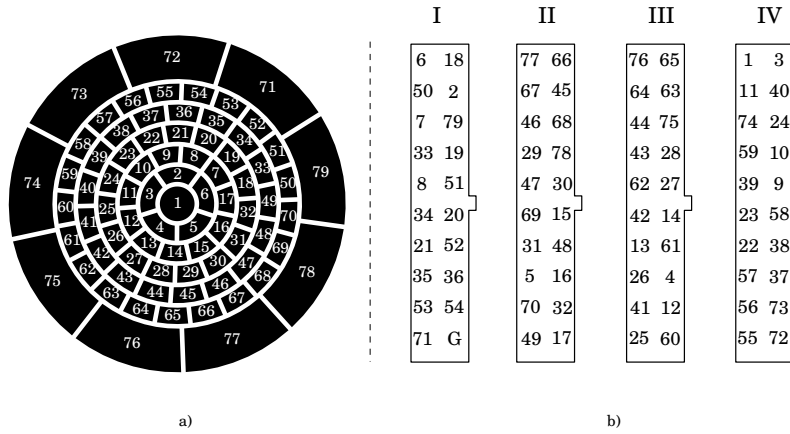 72
73 71
56 55 54 53
57 37 36 35 52
58 38 22 21 20 34 51
39 23 9 8 19 33
59 24 10 2 7 18 50 79
74 40 11 3 6 17 49
60 25 1 32 70
61 41 12 4 5 16 48 69
62 42 26 13 14 15 31 47 68
75 43 27 28 29 30 46 67 78
63 44 45 66
64 65
76 77
a)
I II III IV
6 18 77 66 76 65 1 3
50 2 67 45 64 63 11 40
7 79 46 68 44 75 74 24
33 19 29 78 43 28 59 10
8 51 47 30 62 27 39 9
34 20 69 15 42 14 23 58
21 52 31 48 13 61 22 38
35 36 5 16 26 4 57 37
53 54 70 32 41 12 56 73
71 G 49 17 25 60 55 72
b)